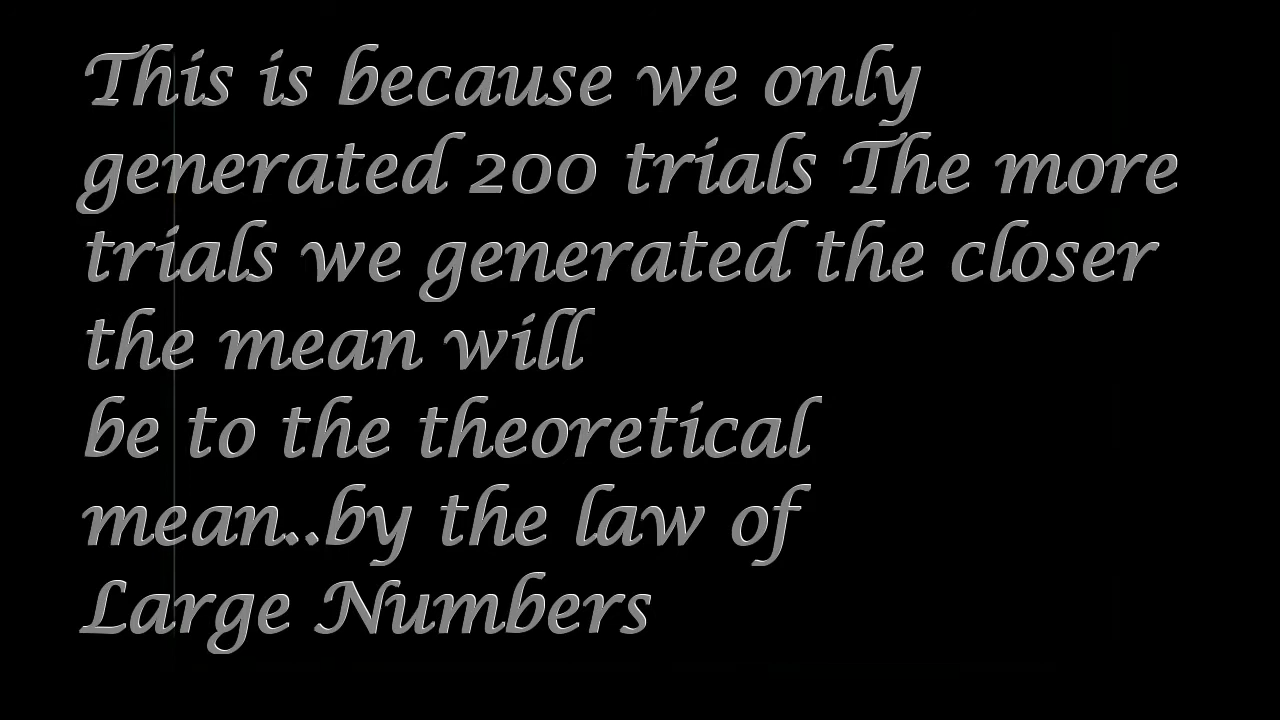 This is because we only
generated 200 trials The more
trials we generated the closer
the mean will
be to the theoretical
mean..by the law of
Large Numbers